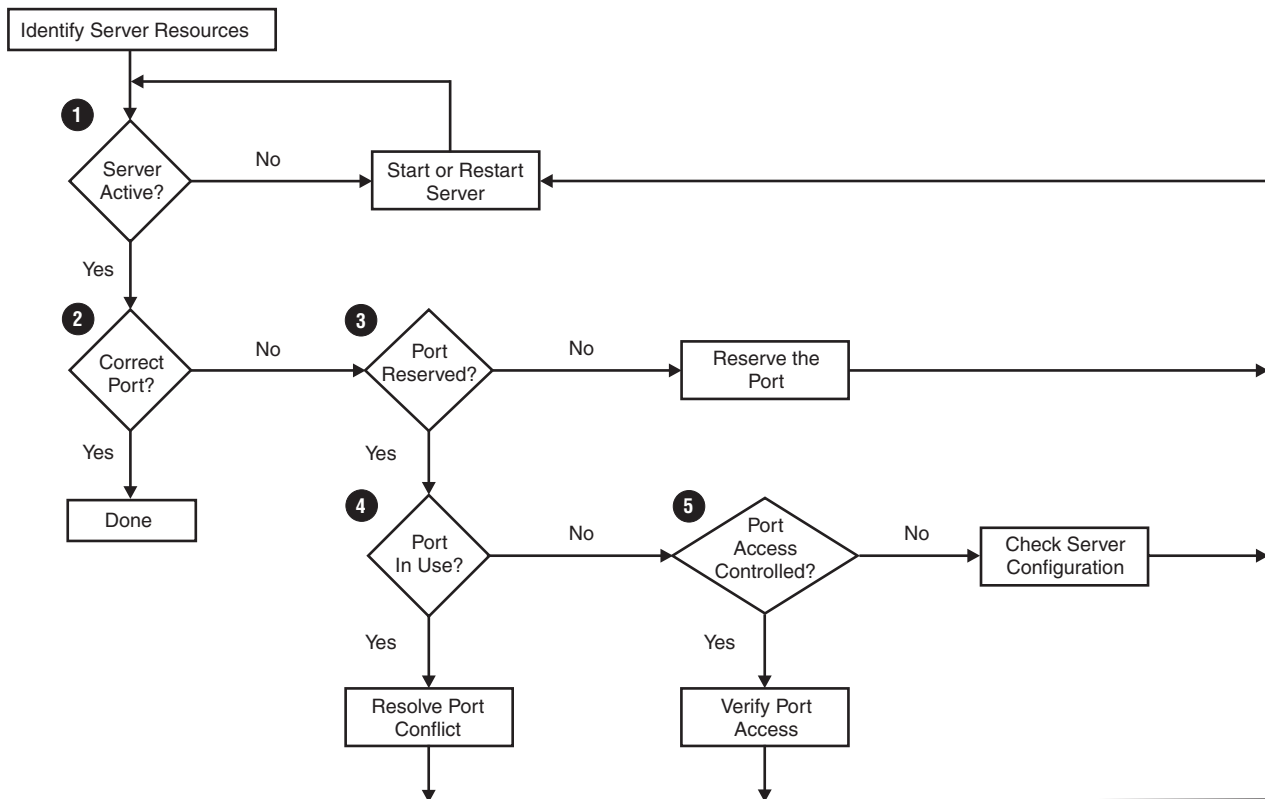 Identify Server Resources
1
Server
Active?
No
Start or Restart
Server
Yes
2
Correct
Port?
No
3
Port
Reserved?
No
Reserve the
Port
Yes
Done
Yes
4
Port
In Use?
No
5
Port
Access
Controlled?
No
Check Server
Configuration
Yes
Resolve Port
Conflict
Yes
Verify Port
Access